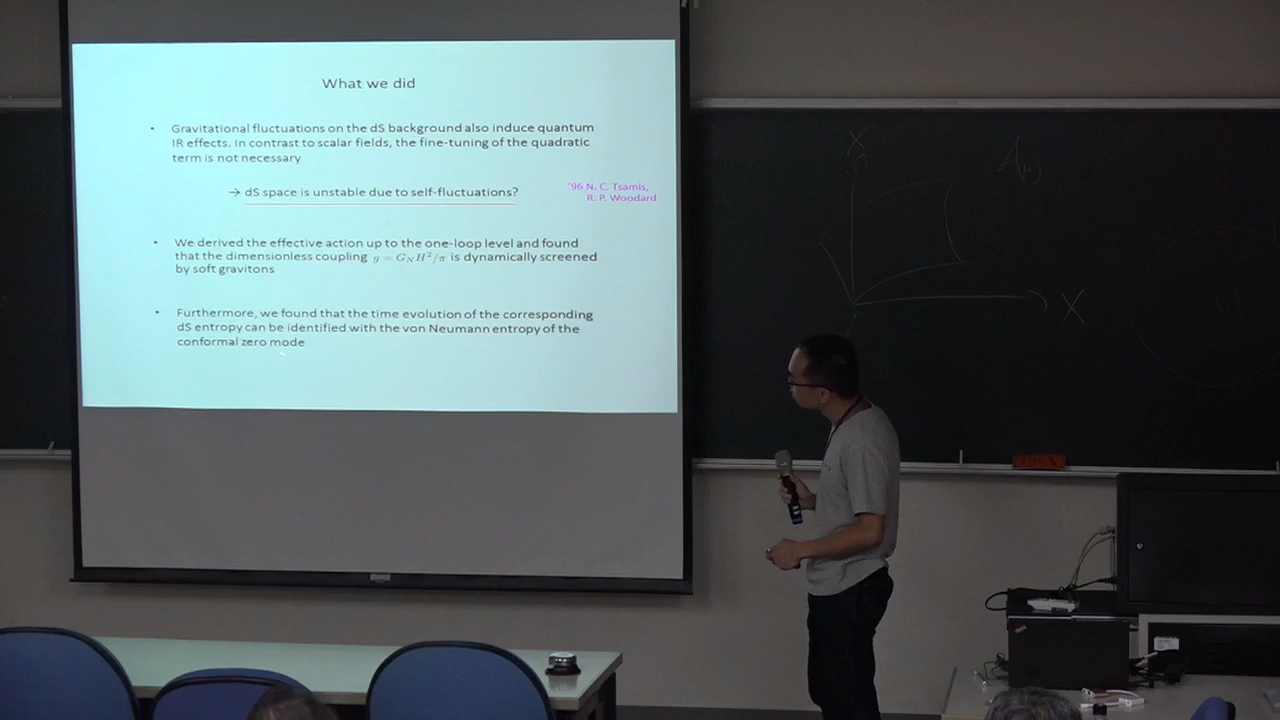 What we did
• Gravitational fluctuations on the dS background also induce quantum
IR effects. In contrast to scalar fields, the fine-tuning of the quadratic
term is not necessary
→ dS space is unstable due to self-fluctuations?
'96 N. C. Tsamis,
R. P. Woodard
• We derived the effective action up to the one-loop level and found
that the dimensionless coupling g = G_N H²/π is dynamically screened
by soft gravitons
• Furthermore, we found that the time evolution of the corresponding
dS entropy can be identified with the von Neumann entropy of the
conformal zero mode
X